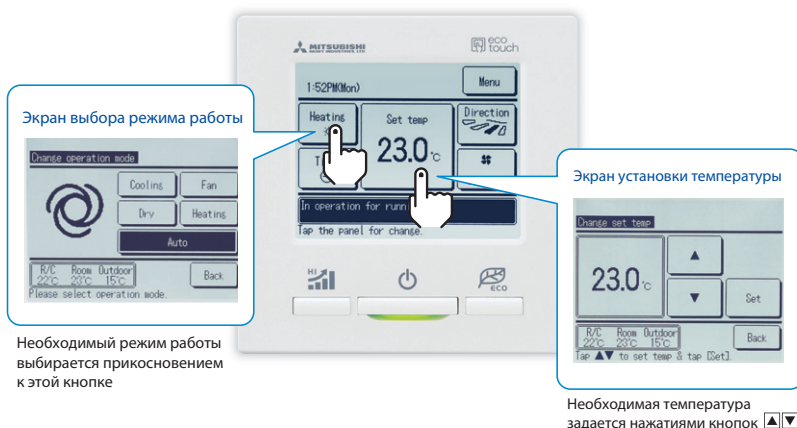 MITSUBISHI
HEAVY INDUSTRIES, LTD.
eco
touch
1:52PM(Mon)
Menu
Heating
Set temp
Direction
23.0 °C
In operation for runn
Tap the panel for change.
HI
ECO
Экран выбора режима работы
Change operation mode
Cooling
Fan
Dry
Heating
Auto
R/C Room Outdoor
22°C 23°C 15°C
Back
Please select operation mode.
Необходимый режим работы
выбирается прикосновением
к этой кнопке
Экран установки температуры
Change set temp
▲
23.0 °C
▼
Set
R/C Room Outdoor
22°C 23°C 15°C
Back
Tap ▲▼ to set temp & tap [Set].
Необходимая температура
задается нажатиями кнопок ▲▼